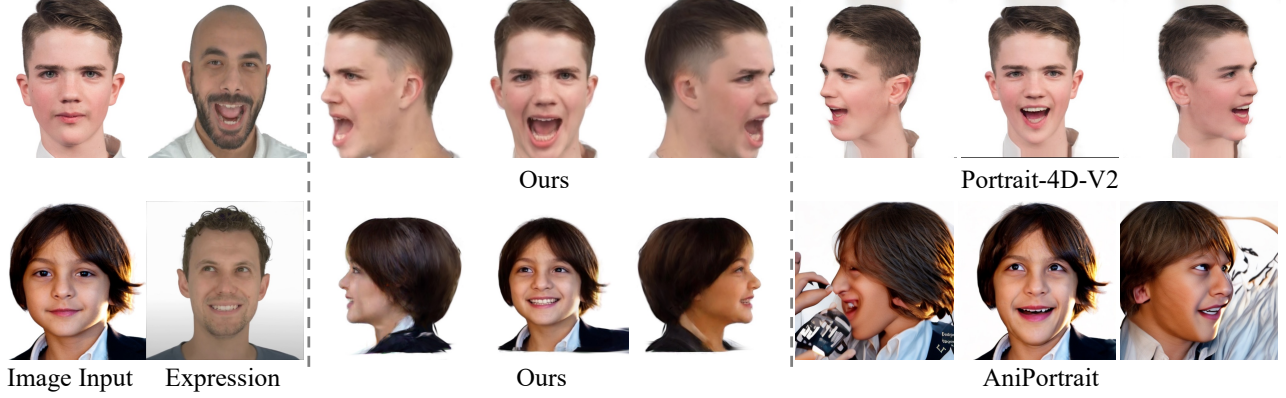 Ours
Portrait-4D-V2
Image Input
Expression
Ours
AniPortrait